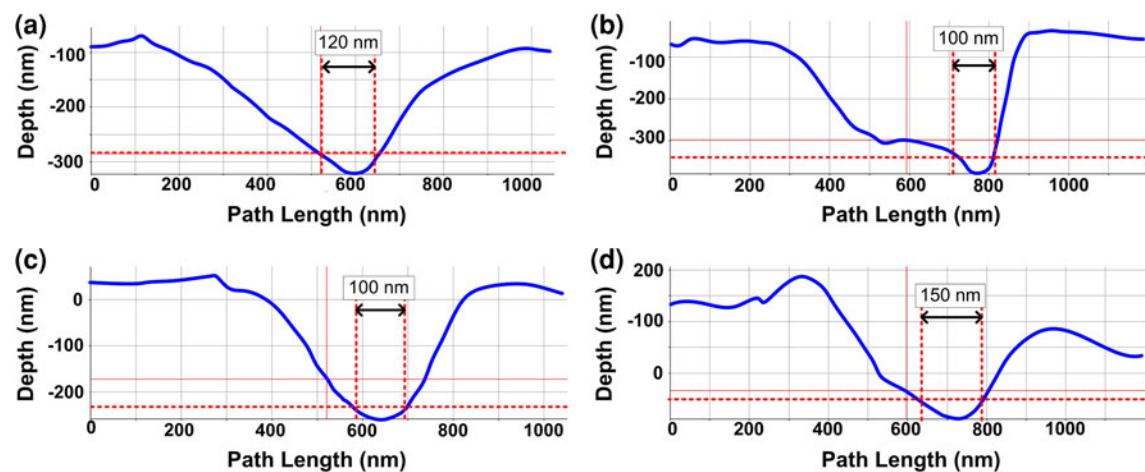 (a)
120 nm
-100
-200
-300
Depth (nm)
0 200 400 600 800 1000
Path Length (nm)
(b)
100 nm
-100
-200
-300
Depth (nm)
0 200 400 600 800 1000
Path Length (nm)
(c)
100 nm
0
-100
-200
Depth (nm)
0 200 400 600 800 1000
Path Length (nm)
(d)
150 nm
200
-100
0
Depth (nm)
0 200 400 600 800 1000
Path Length (nm)